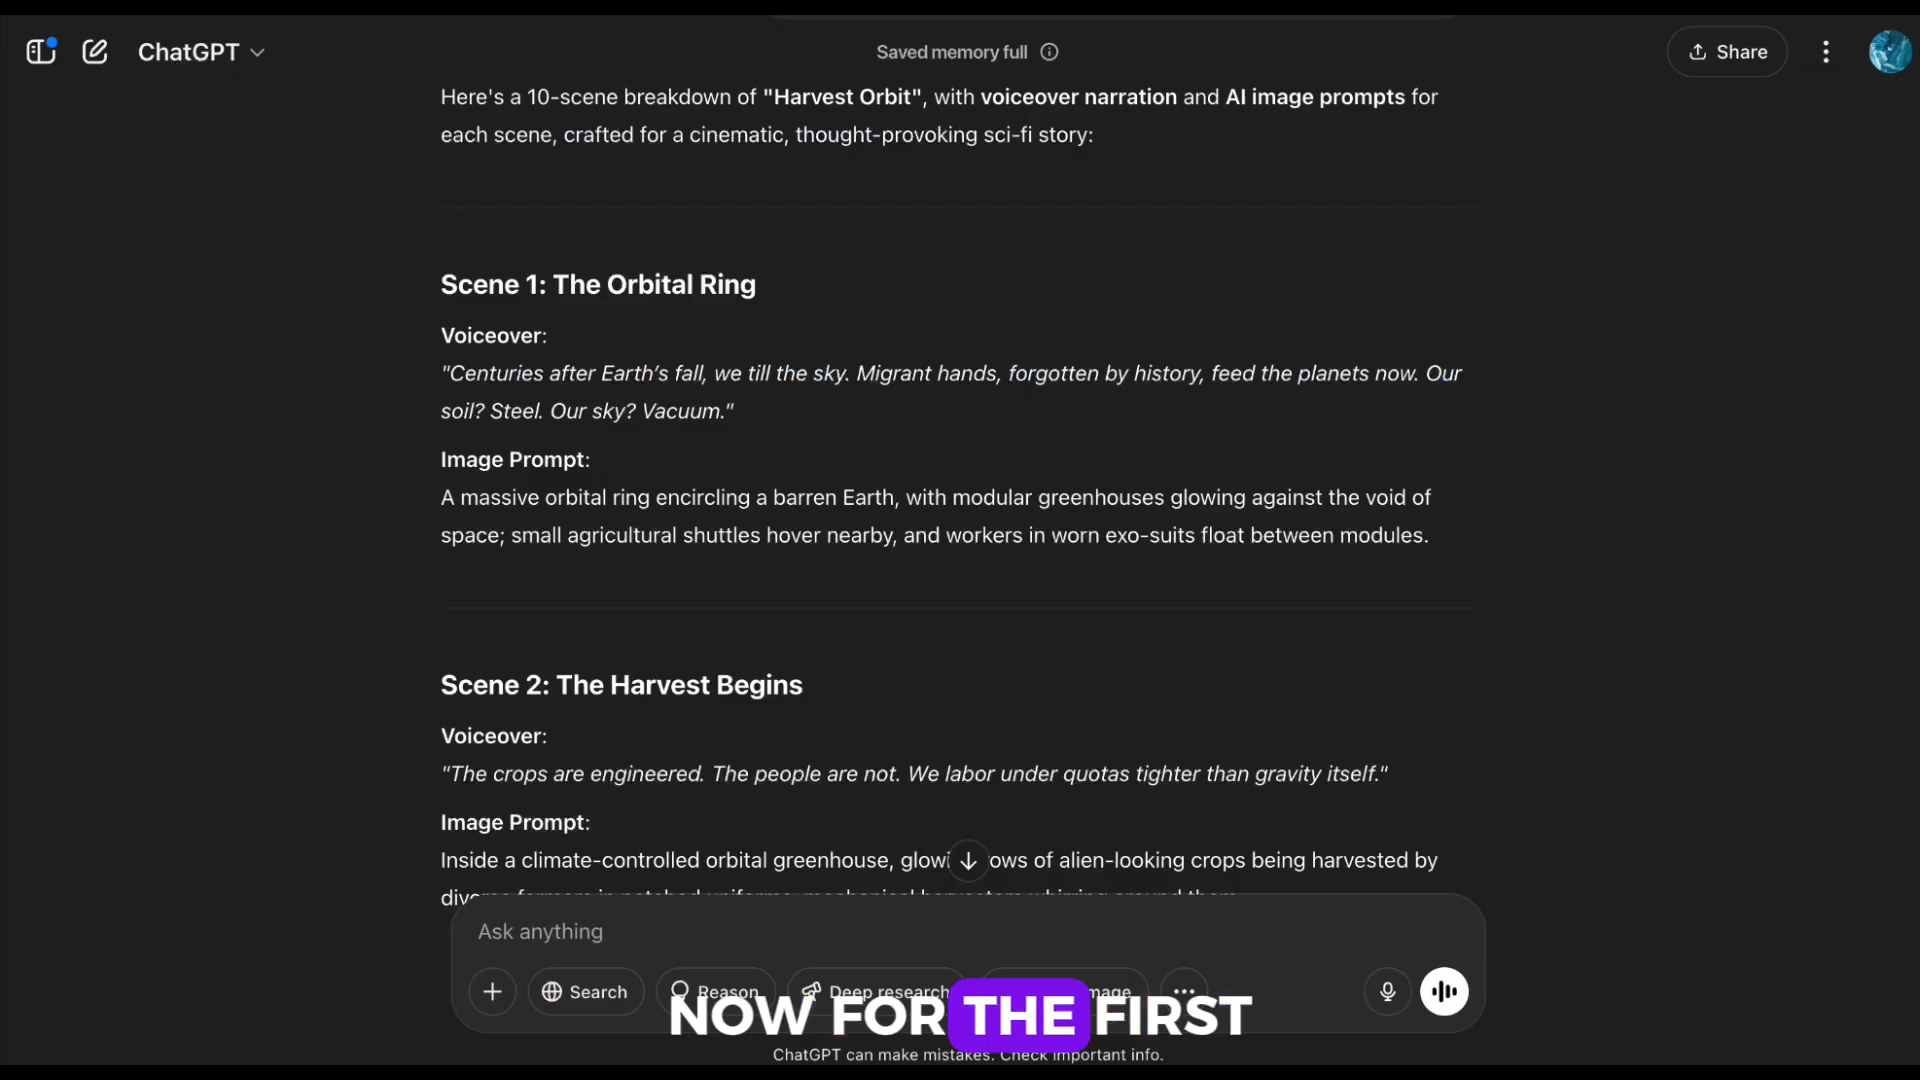 ChatGPT
Saved memory full
Share
Here's a 10-scene breakdown of "Harvest Orbit", with voiceover narration and AI image prompts for
each scene, crafted for a cinematic, thought-provoking sci-fi story:
Scene 1: The Orbital Ring
Voiceover:
"Centuries after Earth’s fall, we till the sky. Migrant hands, forgotten by history, feed the planets now. Our
soil? Steel. Our sky? Vacuum."
Image Prompt:
A massive orbital ring encircling a barren Earth, with modular greenhouses glowing against the void of
space; small agricultural shuttles hover nearby, and workers in worn exo-suits float between modules.
Scene 2: The Harvest Begins
Voiceover:
"The crops are engineered. The people are not. We labor under quotas tighter than gravity itself."
Image Prompt:
Inside a climate-controlled orbital greenhouse, of alien-looking crops being harvested by
Ask anything
Search
Reason
Deep research
NOW FOR THE FIRST
ChatGPT can make mistakes. Check important info.